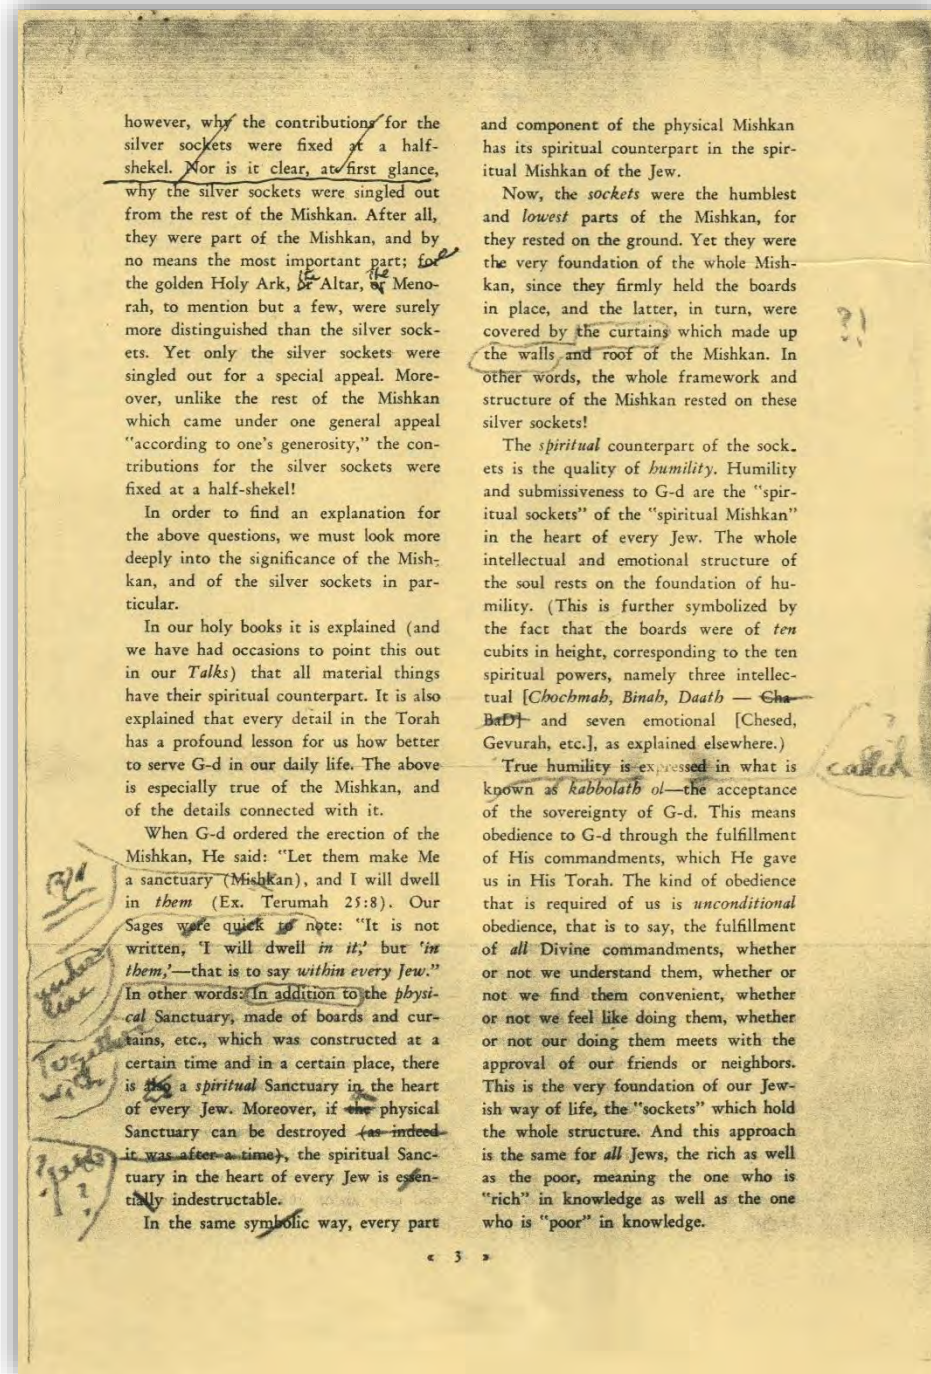 however, why the contributions for the
silver sockets were fixed at a half-
shekel. Nor is it clear, at first glance,
why the silver sockets were singled out
from the rest of the Mishkan. After all,
they were part of the Mishkan, and by
no means the most important part; for
the golden Holy Ark, or Altar, or Meno-
rah, to mention but a few, were surely
more distinguished than the silver sock-
ets. Yet only the silver sockets were
singled out for a special appeal. More-
over, unlike the rest of the Mishkan
which came under one general appeal
"according to one's generosity," the con-
tributions for the silver sockets were
fixed at a half-shekel!
In order to find an explanation for
the above questions, we must look more
deeply into the significance of the Mish-
kan, and of the silver sockets in par-
ticular.
In our holy books it is explained (and
we have had occasions to point this out
in our Talks) that all material things
have their spiritual counterpart. It is also
explained that every detail in the Torah
has a profound lesson for us how better
to serve G-d in our daily life. The above
is especially true of the Mishkan, and
of the details connected with it.
When G-d ordered the erection of the
Mishkan, He said: "Let them make Me
a sanctuary (Mishkan), and I will dwell
in them (Ex. Terumah 25:8). Our
Sages were quick to note: "It is not
written, 'I will dwell in it,' but 'in
them,'—that is to say within every Jew."
In other words: In addition to the physi-
cal Sanctuary, made of boards and cur-
tains, etc., which was constructed at a
certain time and in a certain place, there
is also a spiritual Sanctuary in the heart
of every Jew. Moreover, if the physical
Sanctuary can be destroyed (as indeed
it was after a time), the spiritual Sanc-
tuary in the heart of every Jew is essen-
tially indestructable.
In the same symbolic way, every part
under
line
Together
with
?
?
and component of the physical Mishkan
has its spiritual counterpart in the spir-
itual Mishkan of the Jew.
Now, the sockets were the humblest
and lowest parts of the Mishkan, for
they rested on the ground. Yet they were
the very foundation of the whole Mish-
kan, since they firmly held the boards
in place, and the latter, in turn, were
covered by the curtains which made up
the walls and roof of the Mishkan. In
other words, the whole framework and
structure of the Mishkan rested on these
silver sockets!
The spiritual counterpart of the sock-
ets is the quality of humility. Humility
and submissiveness to G-d are the "spir-
itual sockets" of the "spiritual Mishkan"
in the heart of every Jew. The whole
intellectual and emotional structure of
the soul rests on the foundation of hu-
mility. (This is further symbolized by
the fact that the boards were of ten
cubits in height, corresponding to the ten
spiritual powers, namely three intellec-
tual [Chochmah, Binah, Daath — Cha-
BaD] and seven emotional [Chesed,
Gevurah, etc.], as explained elsewhere.)
True humility is expressed in what is
known as kabbolath ol—the acceptance
of the sovereignty of G-d. This means
obedience to G-d through the fulfillment
of His commandments, which He gave
us in His Torah. The kind of obedience
that is required of us is unconditional
obedience, that is to say, the fulfillment
of all Divine commandments, whether
or not we understand them, whether or
not we find them convenient, whether
or not we feel like doing them, whether
or not our doing them meets with the
approval of our friends or neighbors.
This is the very foundation of our Jew-
ish way of life, the "sockets" which hold
the whole structure. And this approach
is the same for all Jews, the rich as well
as the poor, meaning the one who is
"rich" in knowledge as well as the one
who is "poor" in knowledge.
?!
called
« 3 »